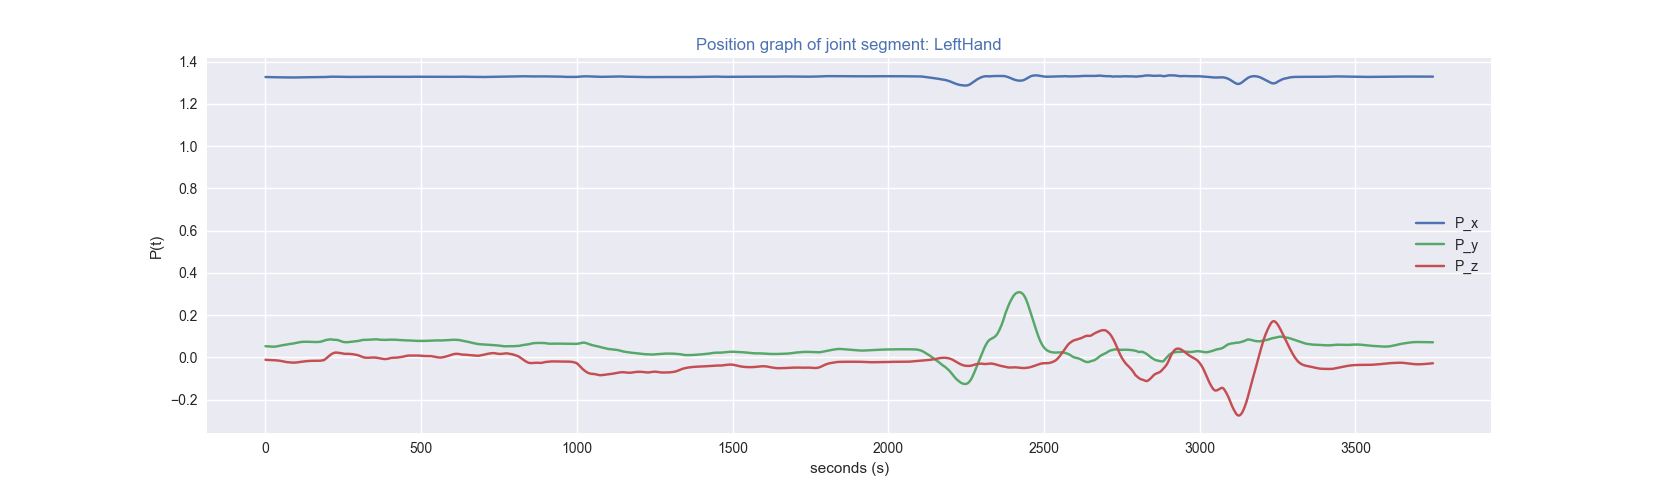 Position graph of joint segment: LeftHand
P(t)
1.4
1.2
1.0
0.8
0.6
0.4
0.2
0.0
−0.2
P_x
P_y
P_z
0 500 1000 1500 2000 2500 3000 3500
seconds (s)